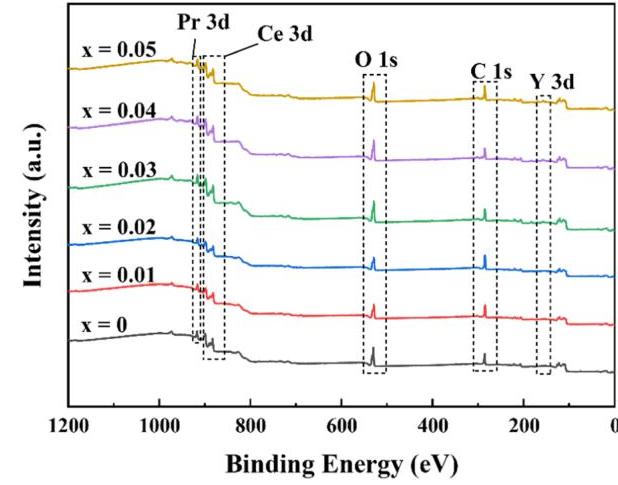 Pr 3d
Ce 3d
x = 0.05
O 1s
C 1s
Y 3d
x = 0.04
x = 0.03
x = 0.02
x = 0.01
x = 0
Intensity (a.u.)
1200 1000 800 600 400 200 0
Binding Energy (eV)